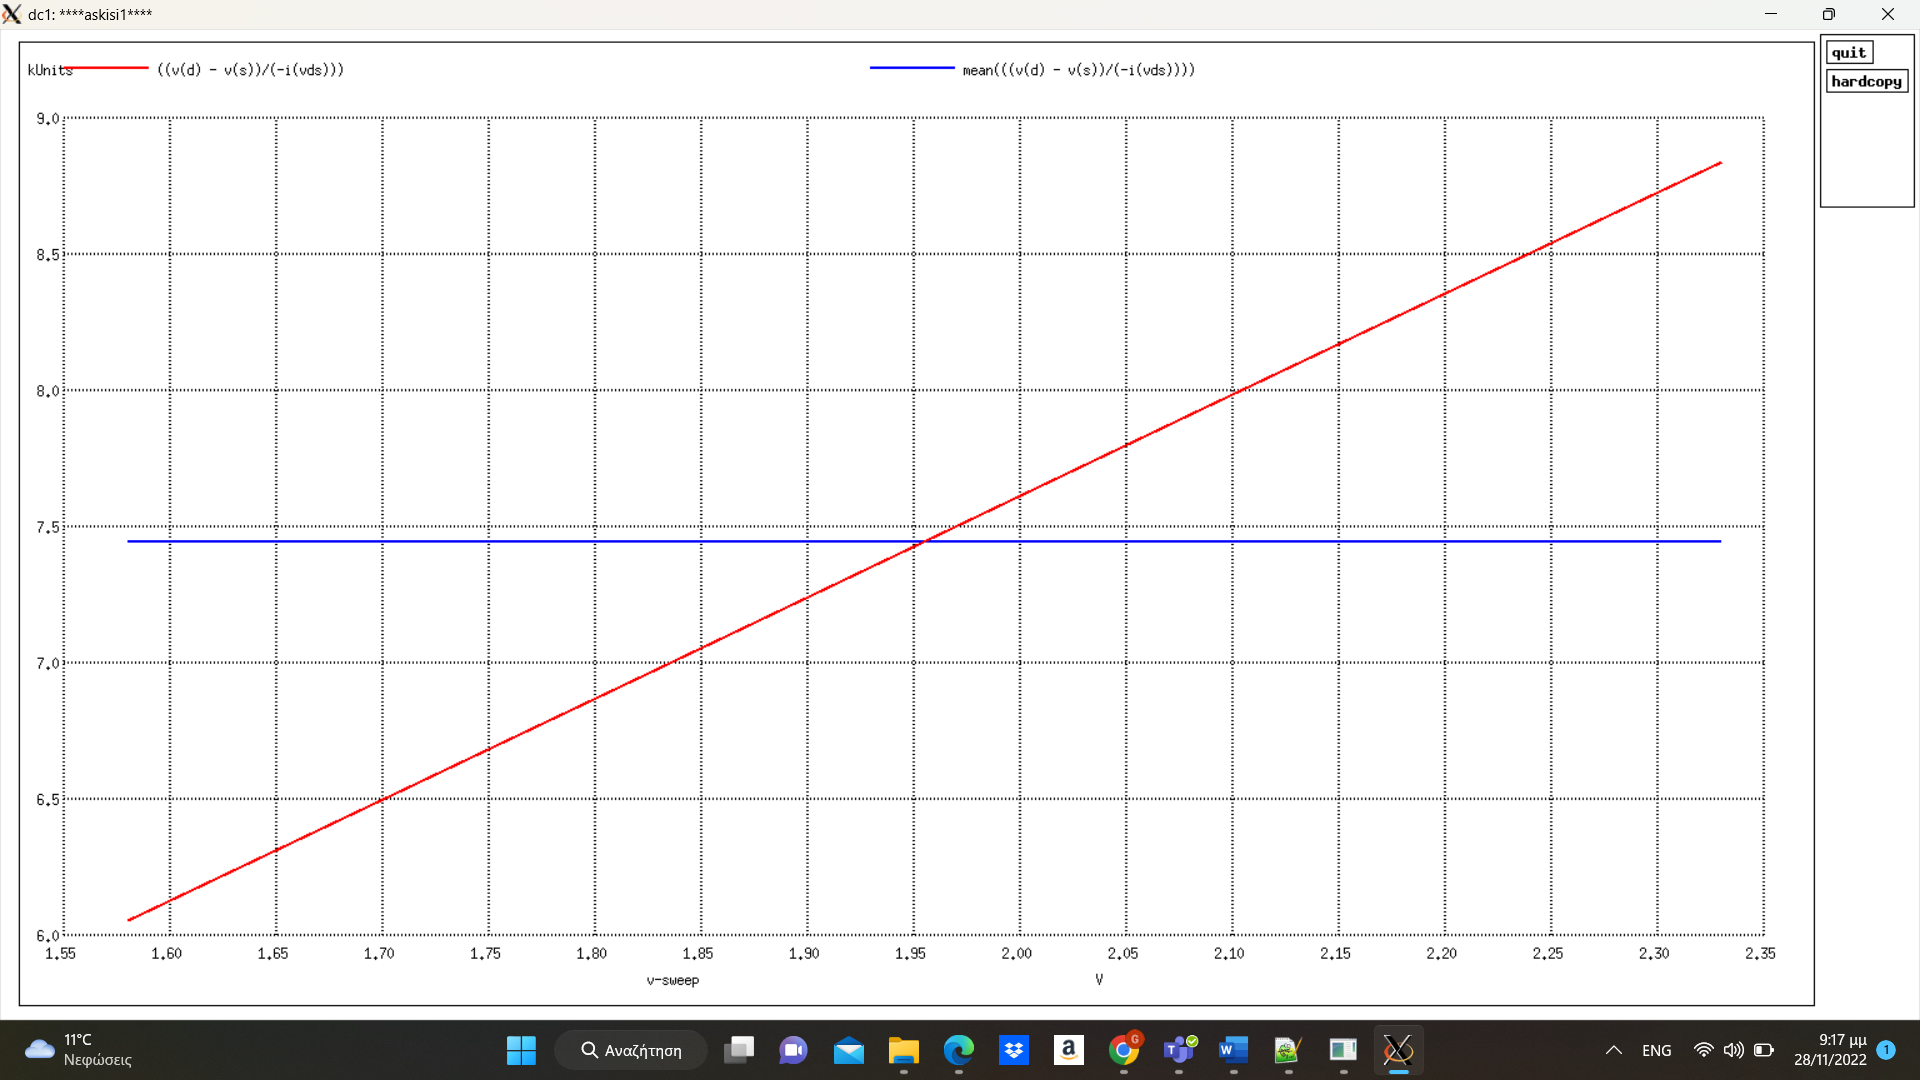 dc1: ****askisi1****
quit
hardcopy
kUnits
((v(d) - v(s))/(-i(vds)))
mean(((v(d) - v(s))/(-i(vds))))
9.0
8.5
8.0
7.5
7.0
6.5
6.0
1.55 1.60 1.65 1.70 1.75 1.80 1.85 1.90 1.95 2.00 2.05 2.10 2.15 2.20 2.25 2.30 2.35
v-sweep V
11°C
Νεφώσεις
Αναζήτηση
a
G
T
W
ENG
9:17 μμ
28/11/2022
1